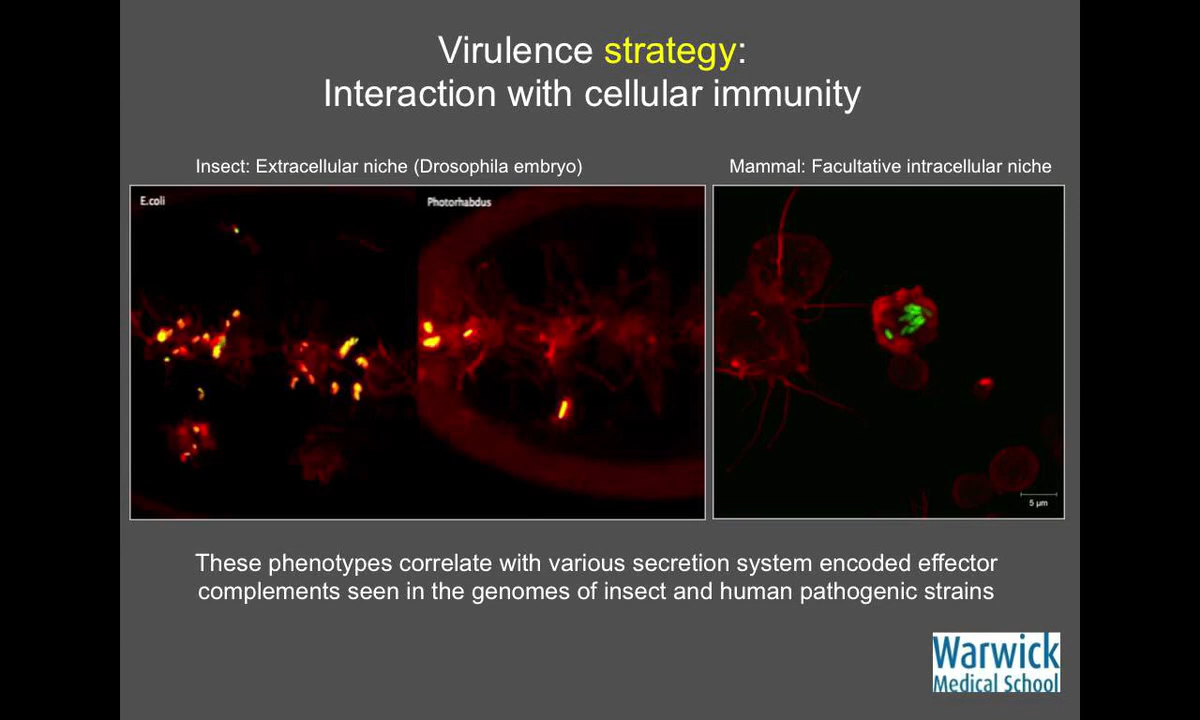 Virulence strategy:
Interaction with cellular immunity
Insect: Extracellular niche (Drosophila embryo)
Mammal: Facultative intracellular niche
E.coli
Photorhabdus
5 µm
These phenotypes correlate with various secretion system encoded effector
complements seen in the genomes of insect and human pathogenic strains
Warwick
Medical School